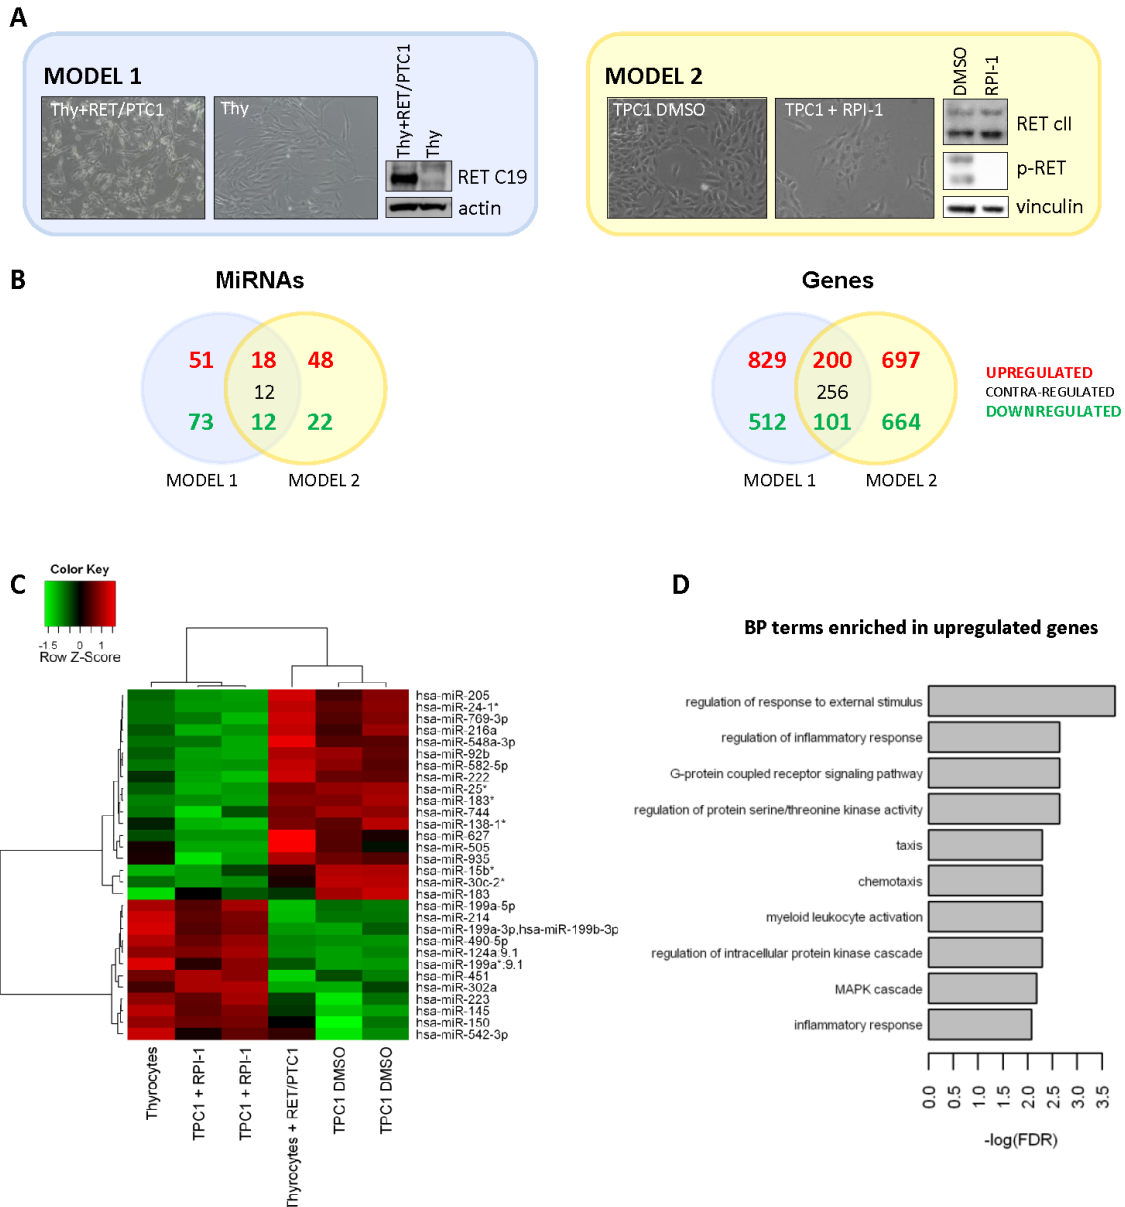 A
MODEL 1
Thy+RET/PTC1
Thy
Thy+RET/PTC1
Thy
RET C19
actin
MODEL 2
TPC1 DMSO
TPC1 + RPI-1
DMSO
RPI-1
RET cll
p-RET
vinculin
B
MiRNAs
51 18 48
12
73 12 22
MODEL 1 MODEL 2
Genes
829 200 697
256
512 101 664
MODEL 1 MODEL 2
UPREGULATED
CONTRA-REGULATED
DOWNREGULATED
C
Color Key
-1.5 0 1
Row Z-Score
hsa-miR-205
hsa-miR-24-1*
hsa-miR-769-3p
hsa-miR-216a
hsa-miR-548a-3p
hsa-miR-92b
hsa-miR-582-5p
hsa-miR-222
hsa-miR-25*
hsa-miR-183*
hsa-miR-744
hsa-miR-138-1*
hsa-miR-627
hsa-miR-505
hsa-miR-935
hsa-miR-15b*
hsa-miR-30c-2*
hsa-miR-183
hsa-miR-199a-5p
hsa-miR-214
hsa-miR-199a-3p,hsa-miR-199b-3p
hsa-miR-490-5p
hsa-miR-124a:9.1
hsa-miR-199a*:9.1
hsa-miR-451
hsa-miR-302a
hsa-miR-223
hsa-miR-145
hsa-miR-150
hsa-miR-542-3p
Thyrocytes
TPC1 + RPI-1
TPC1 + RPI-1
Thyrocytes + RET/PTC1
TPC1 DMSO
TPC1 DMSO
D
BP terms enriched in upregulated genes
regulation of response to external stimulus
regulation of inflammatory response
G-protein coupled receptor signaling pathway
regulation of protein serine/threonine kinase activity
taxis
chemotaxis
myeloid leukocyte activation
regulation of intracellular protein kinase cascade
MAPK cascade
inflammatory response
0.0 0.5 1.0 1.5 2.0 2.5 3.0 3.5
-log(FDR)